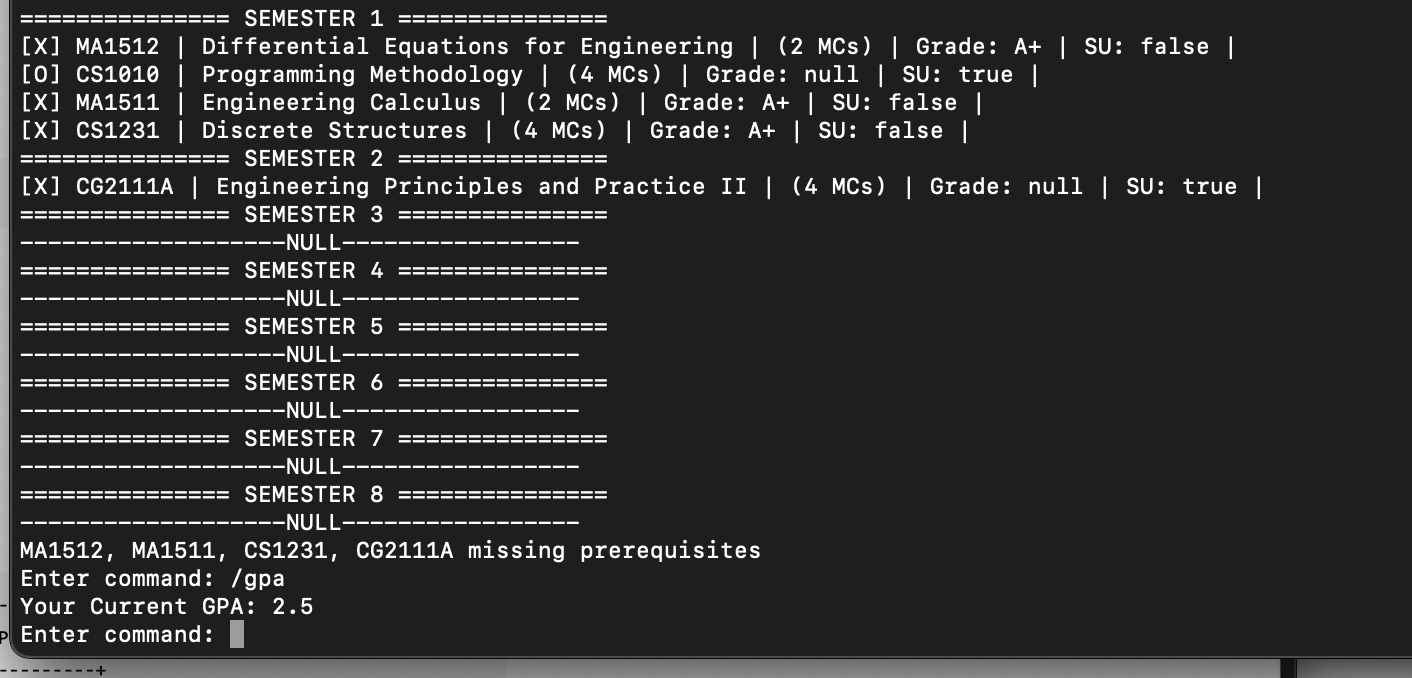 =============== SEMESTER 1 ===============
[X] MA1512 | Differential Equations for Engineering | (2 MCs) | Grade: A+ | SU: false |
[O] CS1010 | Programming Methodology | (4 MCs) | Grade: null | SU: true |
[X] MA1511 | Engineering Calculus | (2 MCs) | Grade: A+ | SU: false |
[X] CS1231 | Discrete Structures | (4 MCs) | Grade: A+ | SU: false |
=============== SEMESTER 2 ===============
[X] CG2111A | Engineering Principles and Practice II | (4 MCs) | Grade: null | SU: true |
=============== SEMESTER 3 ===============
-------------------NULL-----------------
=============== SEMESTER 4 ===============
-------------------NULL-----------------
=============== SEMESTER 5 ===============
-------------------NULL-----------------
=============== SEMESTER 6 ===============
-------------------NULL-----------------
=============== SEMESTER 7 ===============
-------------------NULL-----------------
=============== SEMESTER 8 ===============
-------------------NULL-----------------
MA1512, MA1511, CS1231, CG2111A missing prerequisites
Enter command: /gpa
Your Current GPA: 2.5
Enter command:
---------+